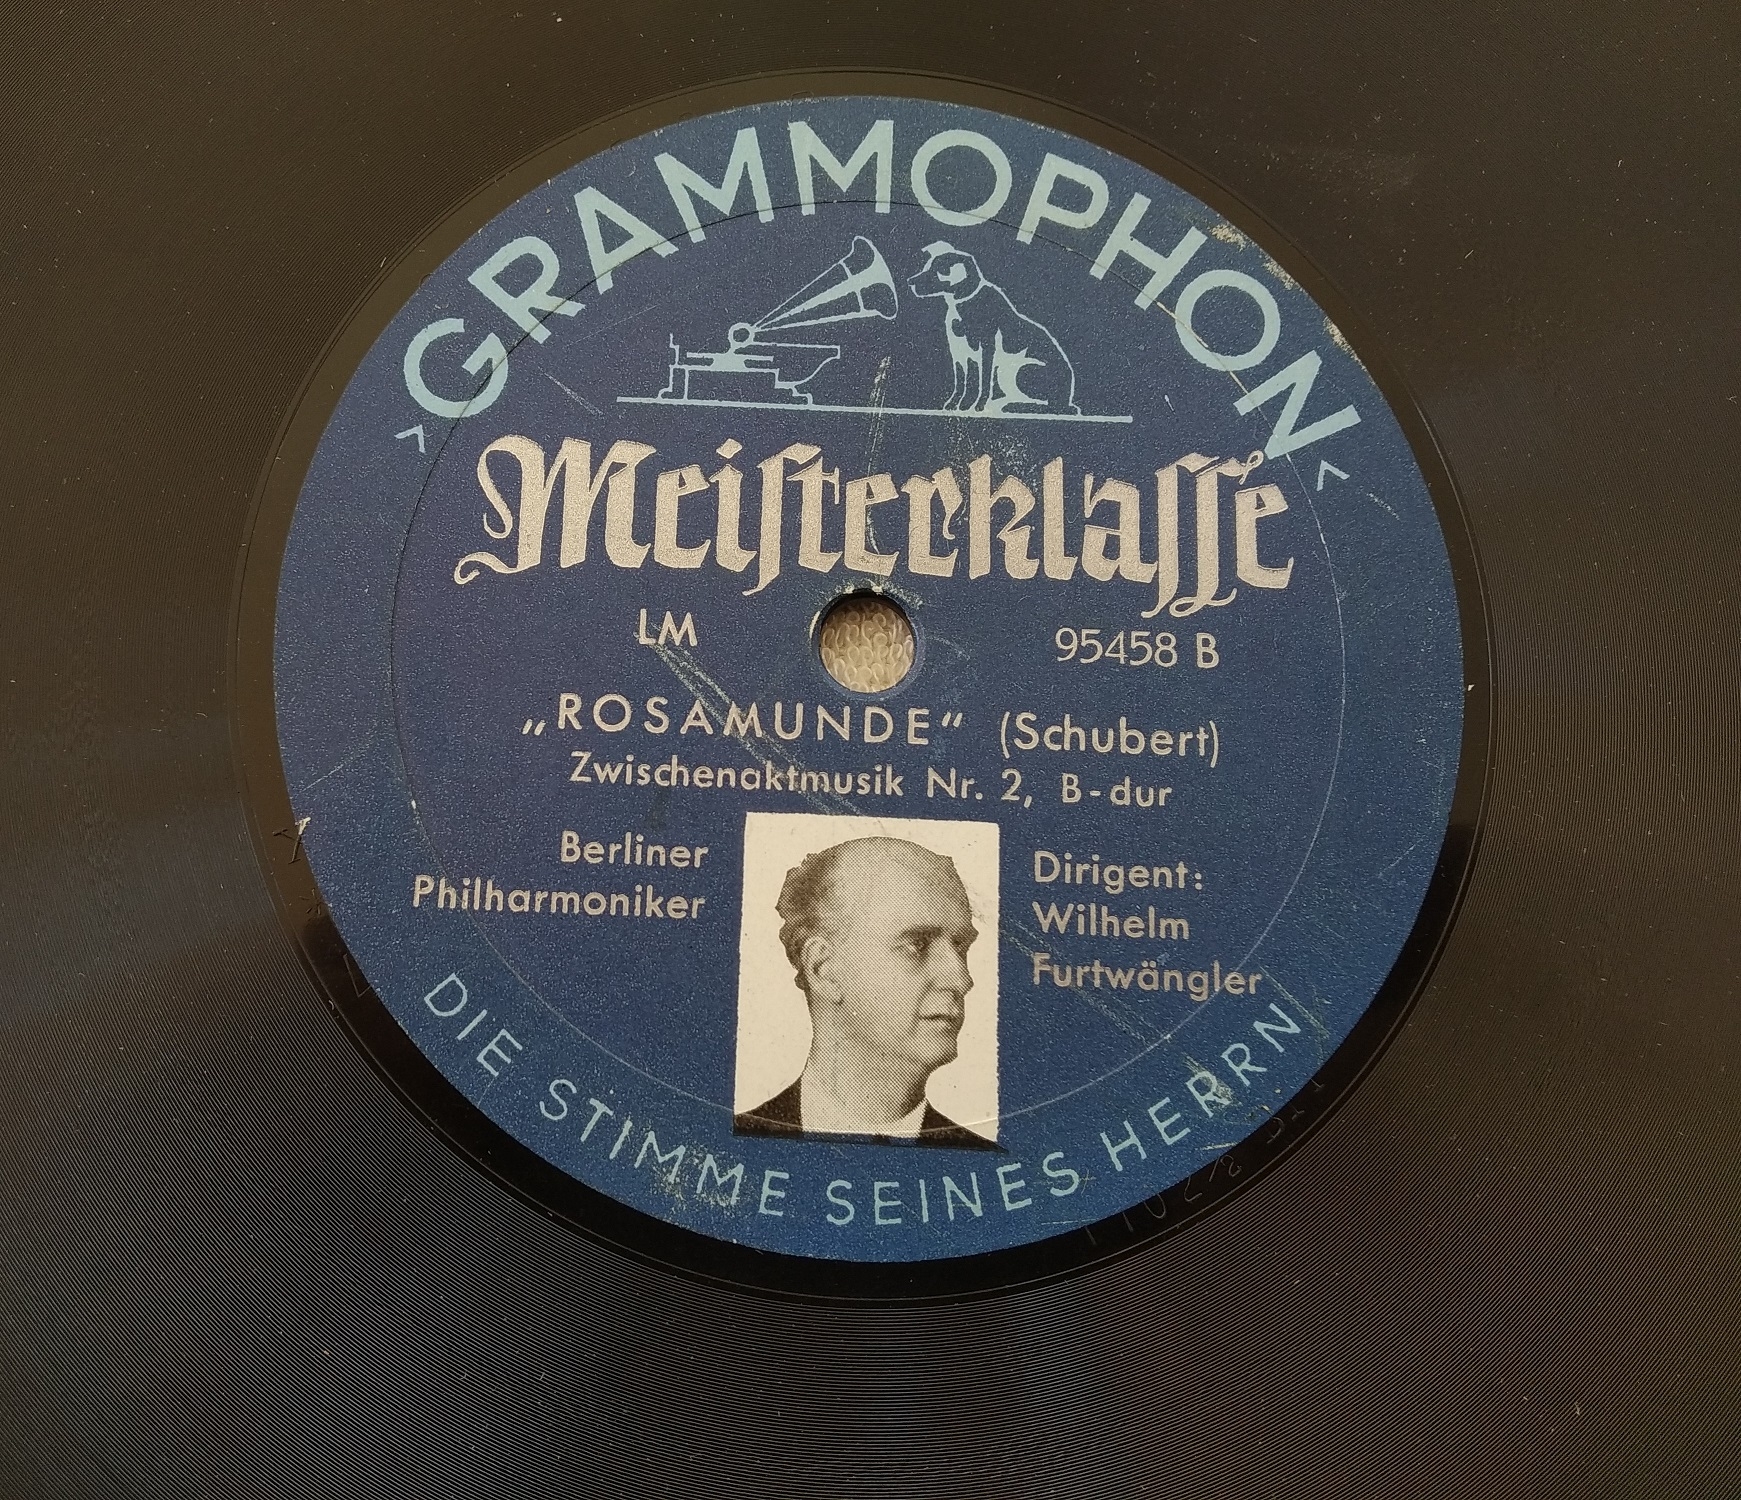 >GRAMMOPHON<
Meiſterklaſſe
LM 95458 B
„ROSAMUNDE“ (Schubert)
Zwischenaktmusik Nr. 2, B-dur
Berliner
Philharmoniker
Dirigent:
Wilhelm
Furtwängler
DIE STIMME SEINES HERRN